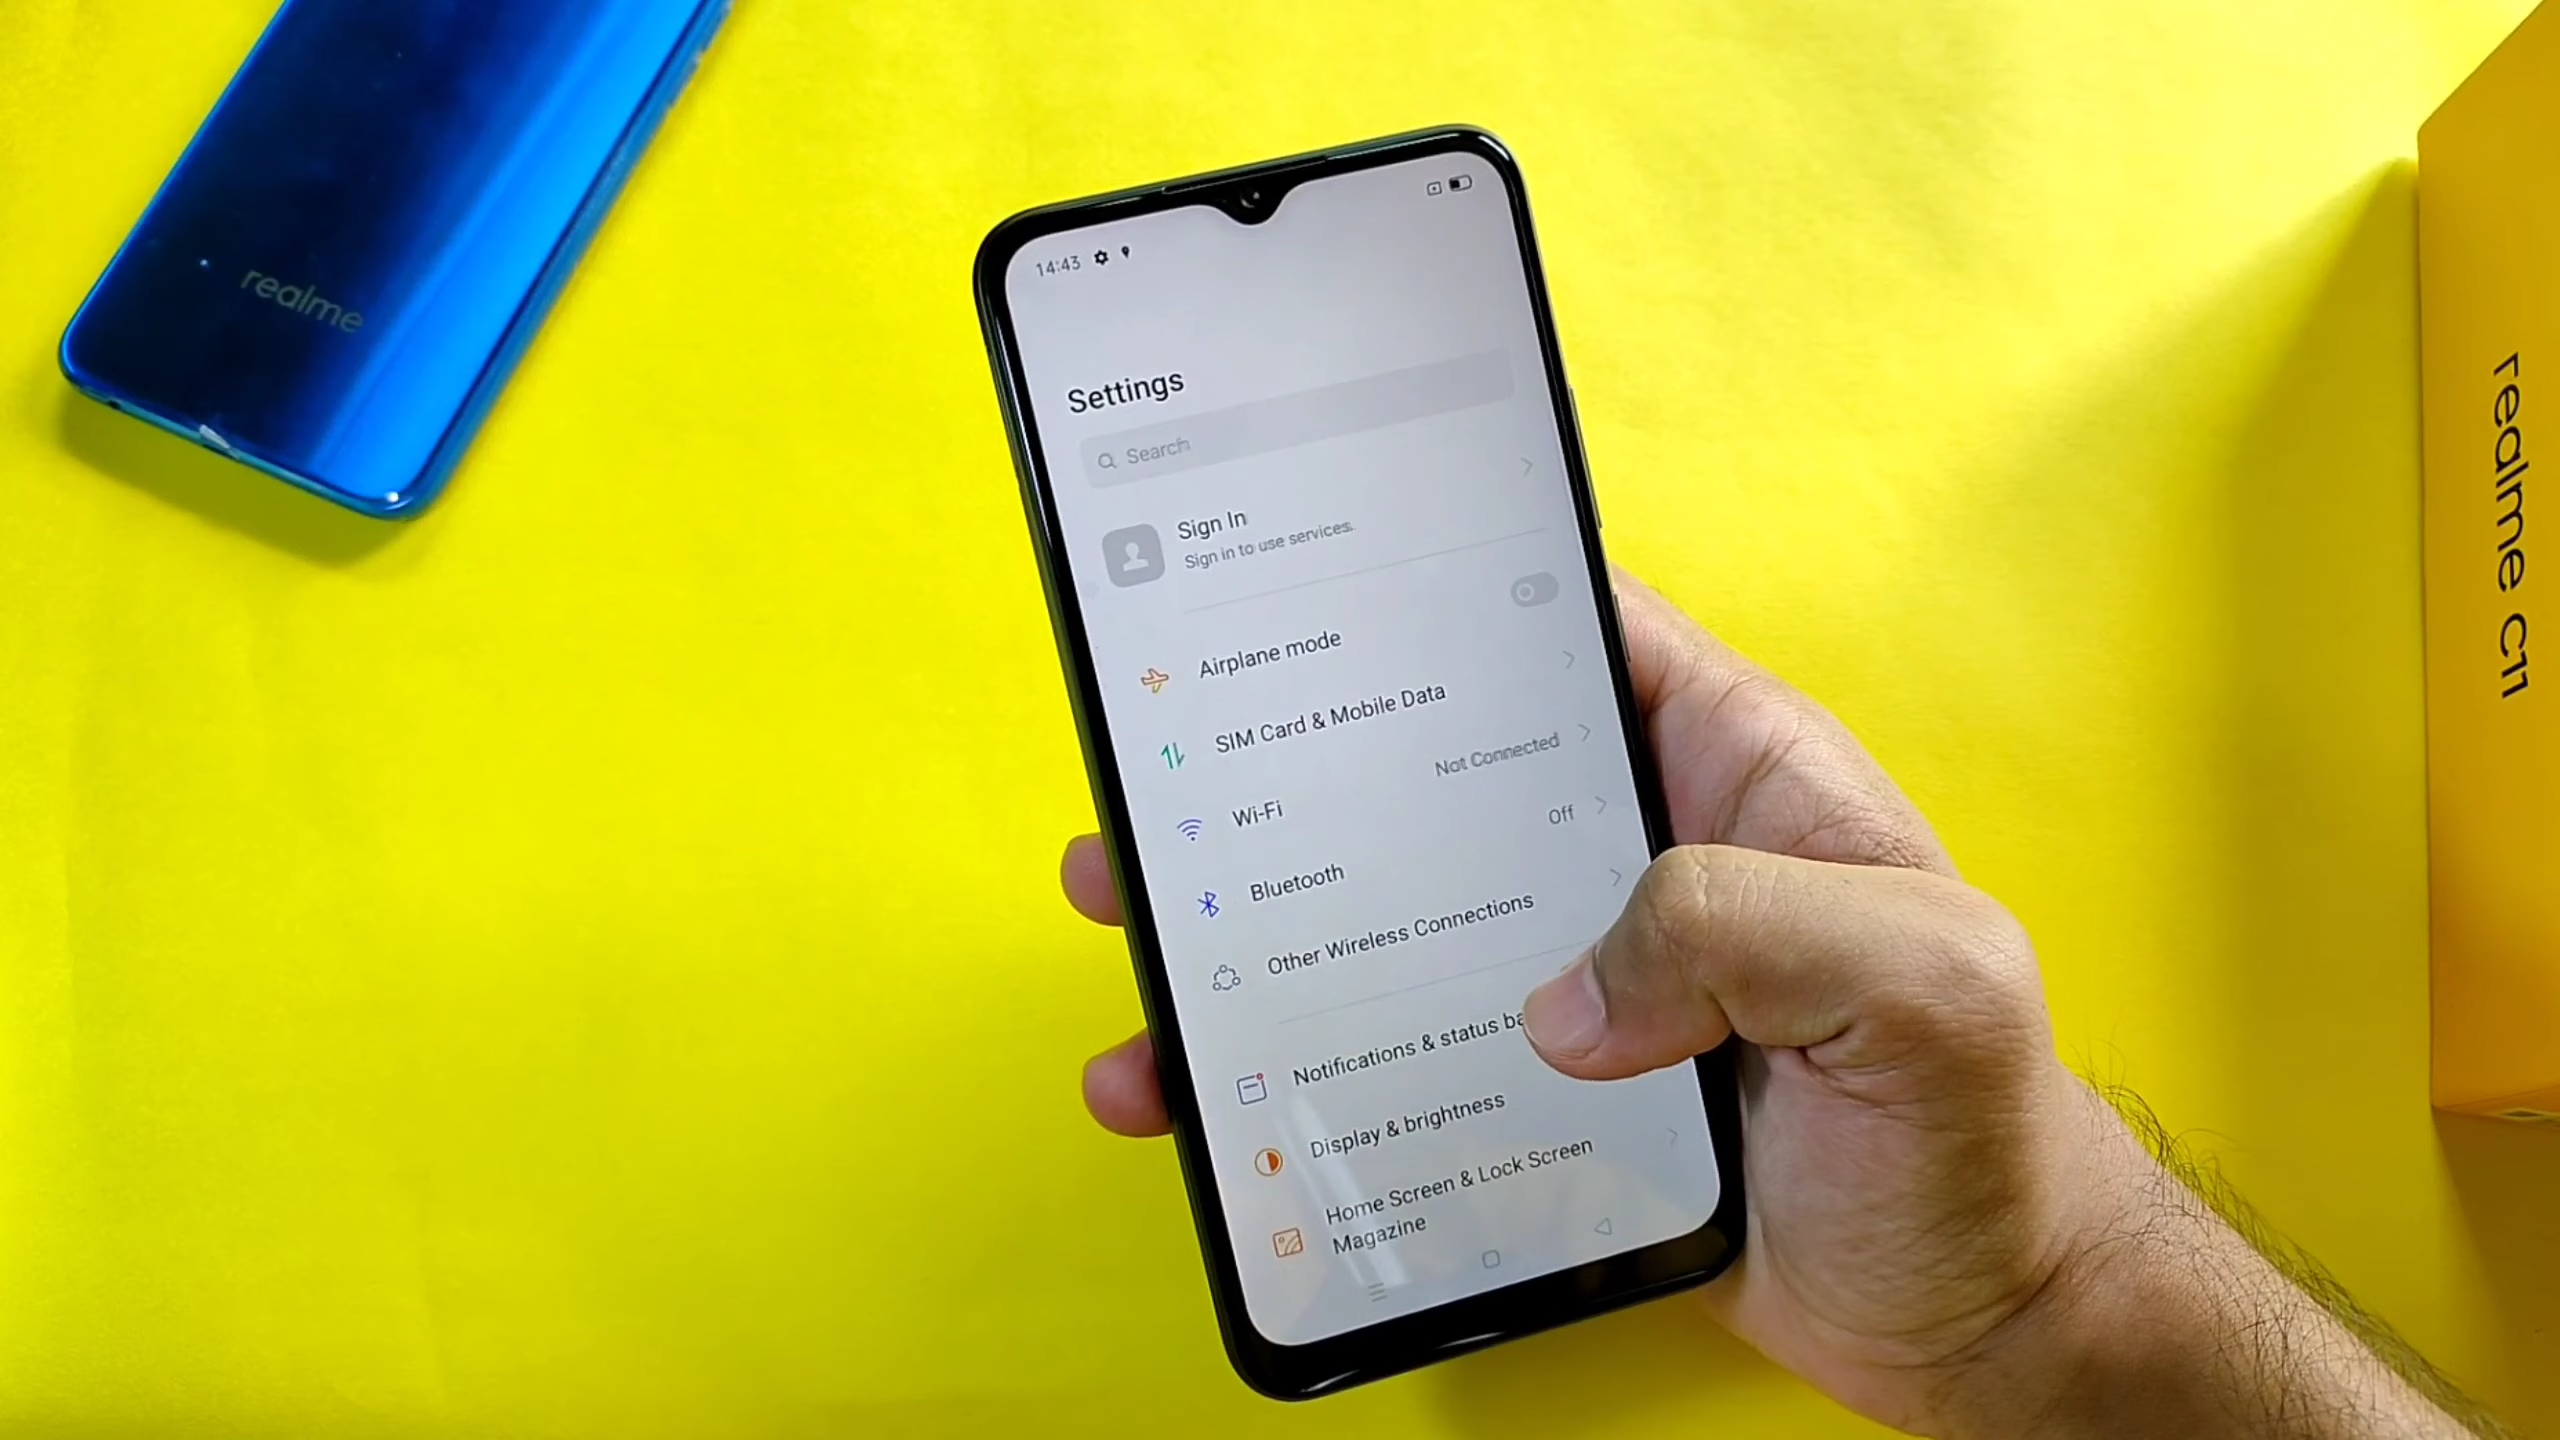 realme
14:43
Settings
Search
Sign In
Sign in to use services.
Airplane mode
SIM Card & Mobile Data
Wi-Fi
Not Connected
Bluetooth
Off
Other Wireless Connections
Notifications & status ba
Display & brightness
Home Screen & Lock Screen
Magazine
realme C11